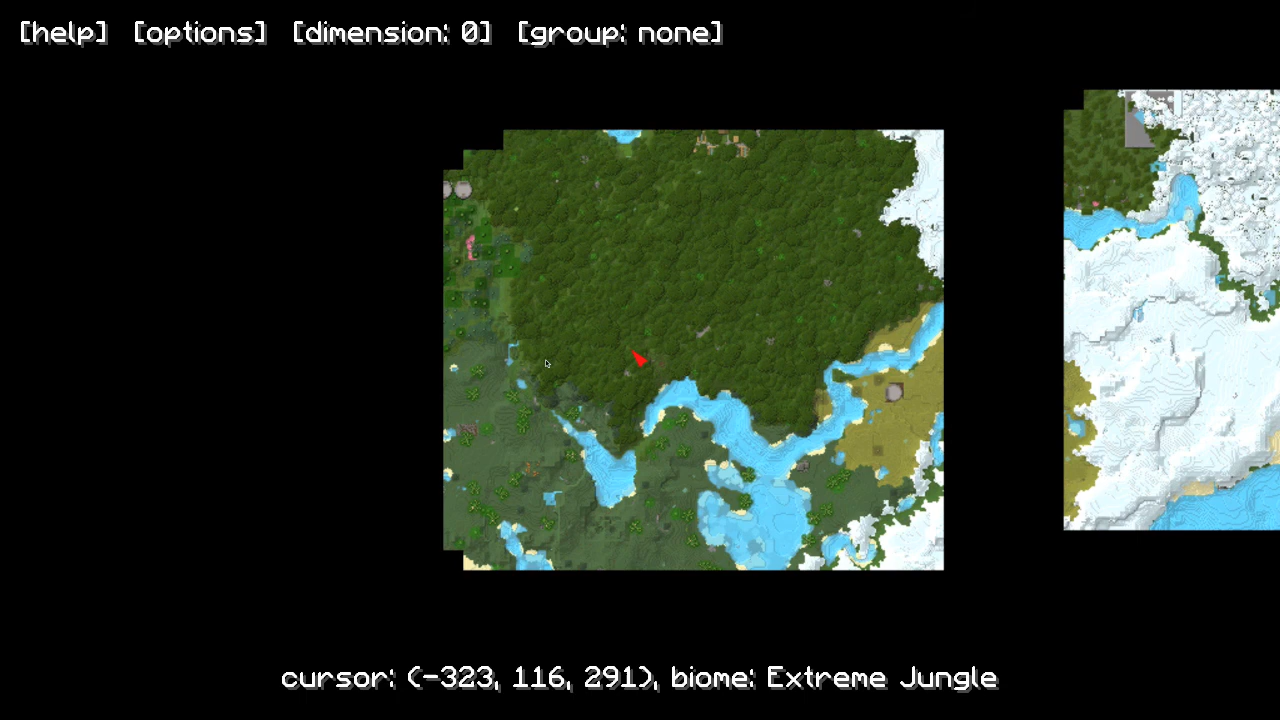 [help] [options] [dimension: 0] [group: none]
cursor: (-323, 116, 291), biome: Extreme Jungle